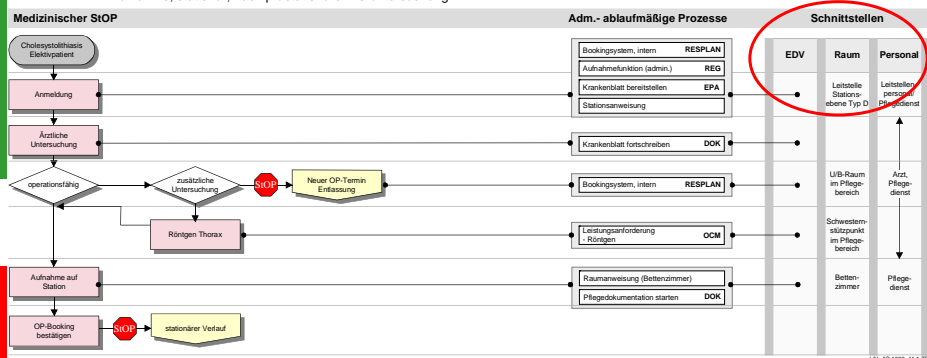 Medizinischer StOP
Adm.- ablaufmäßige Prozesse
Schnittstellen
EDV
Raum
Personal
Cholesystolithiasis
Elektivpatient
Bookingsystem, intern RESPLAN
Aufnahmefunktion (admin.) REG
Krankenblatt bereitstellen EPA
Stationsanweisung
Anmeldung
Leitstelle
Stations-
ebene Typ D
Leitstellen-
personal/
Pflegedienst
Ärztliche
Untersuchung
Krankenblatt fortschreiben DOK
operationsfähig
zusätzliche
Untersuchung
StOP
Neuer OP-Termin
Entlassung
Bookingsystem, intern RESPLAN
U/B-Raum
im Pflege-
bereich
Arzt,
Pflege-
dienst
Röntgen Thorax
Leistungsanforderung
- Röntgen OCM
Schwestern-
stützpunkt
im Pflege-
bereich
Aufnahme auf
Station
Raumanweisung (Bettenzimmer)
Pflegedokumentation starten DOK
Betten-
zimmer
Pflege-
dienst
OP-Booking
bestätigen
StOP
stationärer Verlauf